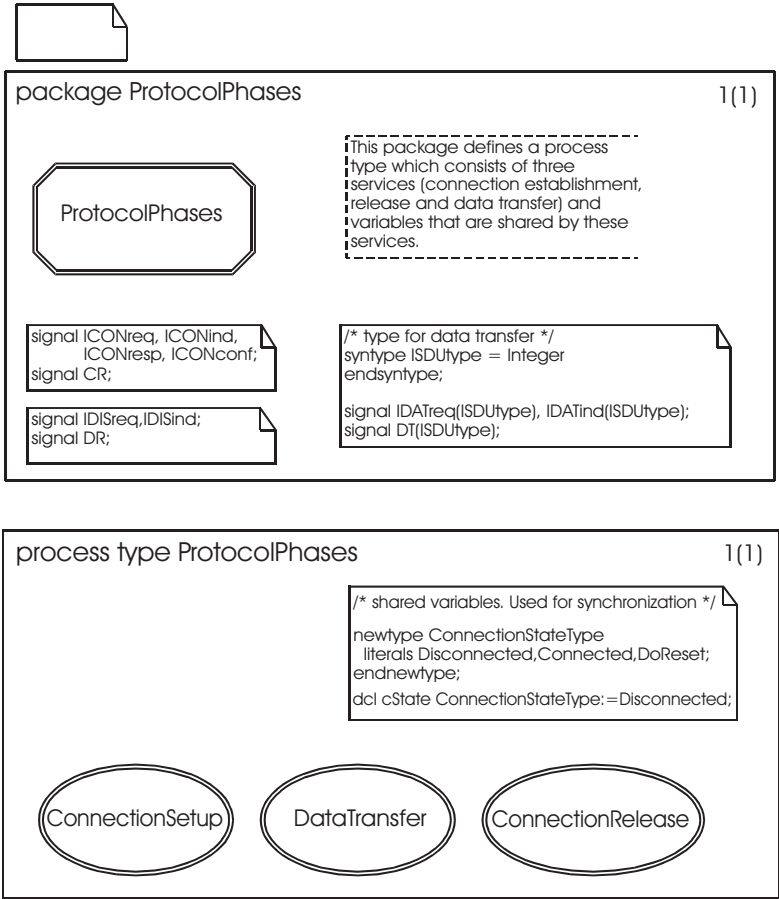 package ProtocolPhases
1(1)
ProtocolPhases
This package defines a process
type which consists of three
services (connection establishment,
release and data transfer) and
variables that are shared by these
services.
signal ICONreq, ICONind,
ICONresp, ICONconf;
signal CR;
signal IDISreq,IDISind;
signal DR;
/* type for data transfer */
syntype ISDUtype = Integer
endsyntype;
signal IDATreq(ISDUtype), IDATind(ISDUtype);
signal DT(ISDUtype);
process type ProtocolPhases
1(1)
/* shared variables. Used for synchronization */
newtype ConnectionStateType
literals Disconnected,Connected,DoReset;
endnewtype;
dcl cState ConnectionStateType:=Disconnected;
ConnectionSetup
DataTransfer
ConnectionRelease